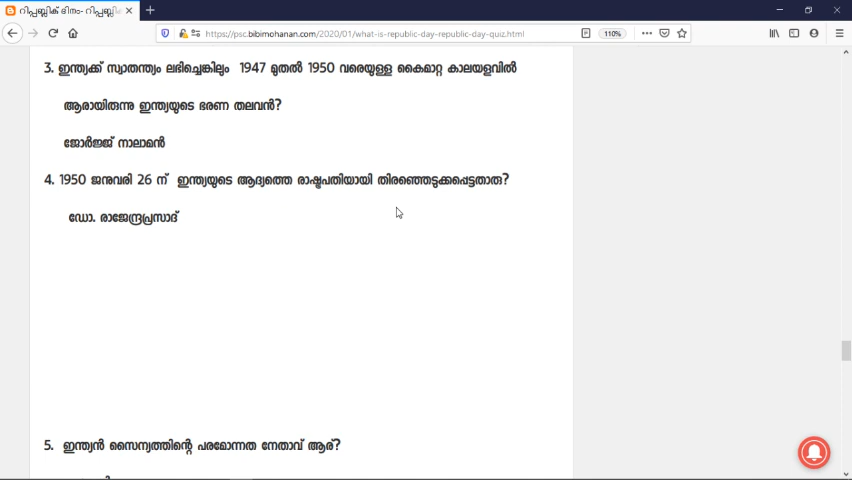 റിപ്പബ്ലിക് ദിനം- റിപ്പബ്ലിക്
https://psc.bibimohanan.com/2020/01/what-is-republic-day-republic-day-quz.html
110%
3. ഇന്ത്യക്ക് സ്വാതന്ത്ര്യം ലഭിച്ചെങ്കിലും 1947 മുതൽ 1950 വരെയുള്ള കൈമാറ്റ കാലയളവിൽ
ആരായിരുന്നു ഇന്ത്യയുടെ ഭരണ തലവൻ?
ജോർജ്ജ് നാലാമൻ
4. 1950 ജനുവരി 26 ന് ഇന്ത്യയുടെ ആദ്യത്തെ രാഷ്ട്രപതിയായി തിരഞ്ഞെടുക്കപ്പെട്ടതാരു?
ഡോ. രാജേന്ദ്രപ്രസാദ്
5. ഇന്ത്യൻ സൈന്യത്തിന്റെ പരമോന്നത നേതാവ് ആര്?